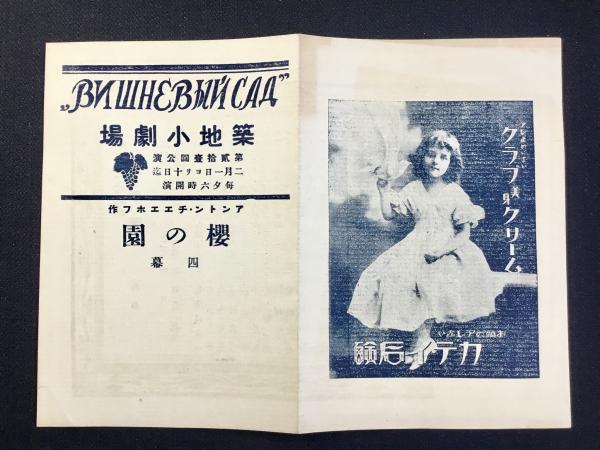 „ВИШНЕВЫЙ САД”
築地小劇場
第貳拾壹回公演
二月一日ヨリ十日迄
毎夕六時開演
アントン・チエエホフ作
櫻の園
四幕
クラブ美身クリーム
カテイ石鹸